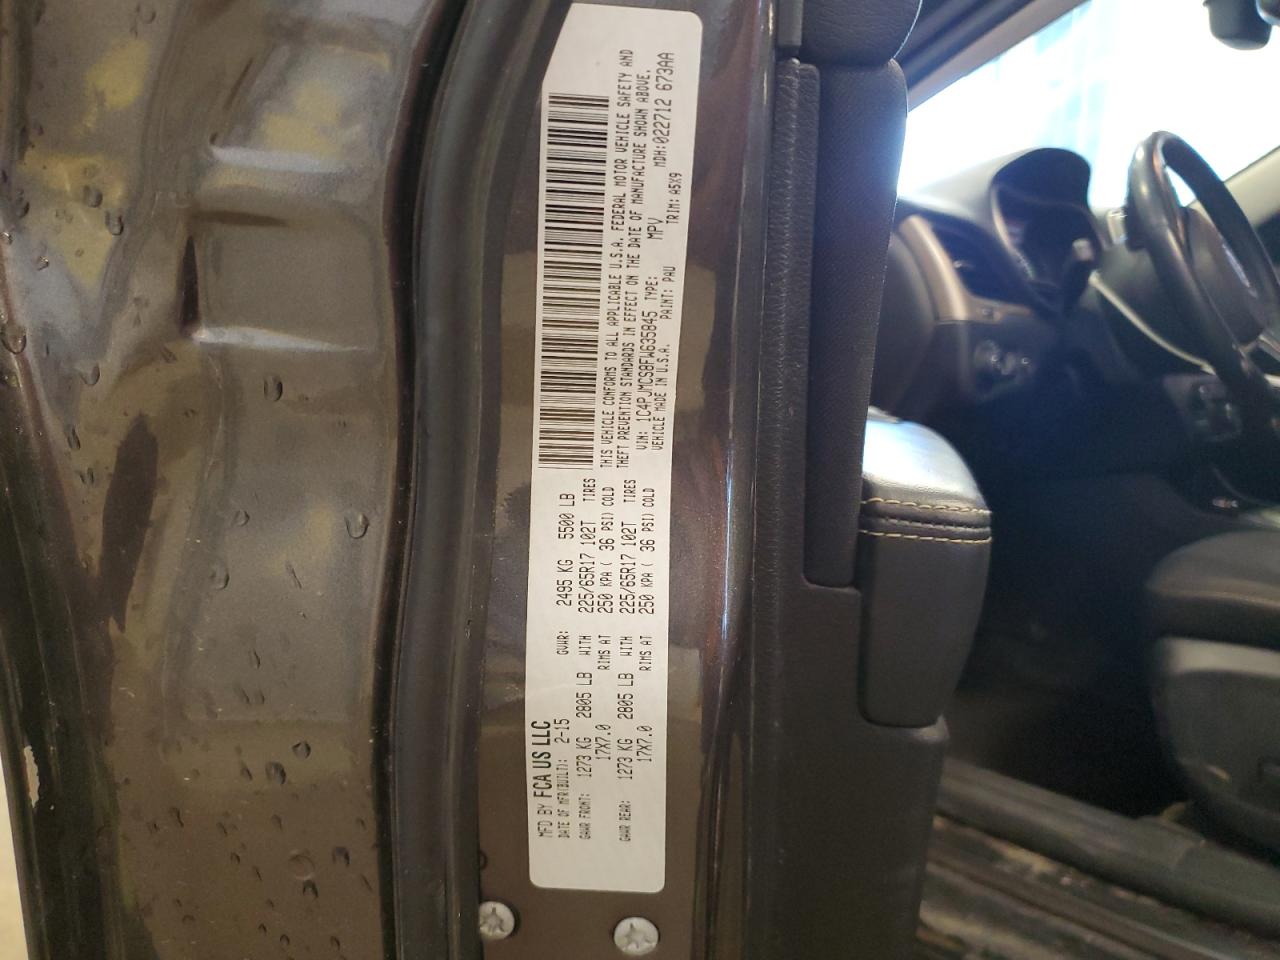 MFD BY FCA US LLC
DATE OF MFR(BUILT): 2-15 GVWR: 2495 KG 5500 LB
GAWR FRONT: 1273 KG 2805 LB WITH 225/65R17 102T TIRES
17X7.0 RIMS AT 250 KPA ( 36 PSI) COLD
GAWR REAR: 1273 KG 2805 LB WITH 225/65R17 102T TIRES
17X7.0 RIMS AT 250 KPA ( 36 PSI) COLD
THIS VEHICLE CONFORMS TO ALL APPLICABLE U.S.A. FEDERAL MOTOR VEHICLE SAFETY AND
THEFT PREVENTION STANDARDS IN EFFECT ON THE DATE OF MANUFACTURE SHOWN ABOVE.
VIN: 1C4PJMCS8FW635845 TYPE: MPV MDH:022712 673AA
VEHICLE MADE IN U.S.A. PAINT: PAU TRIM: A5X9